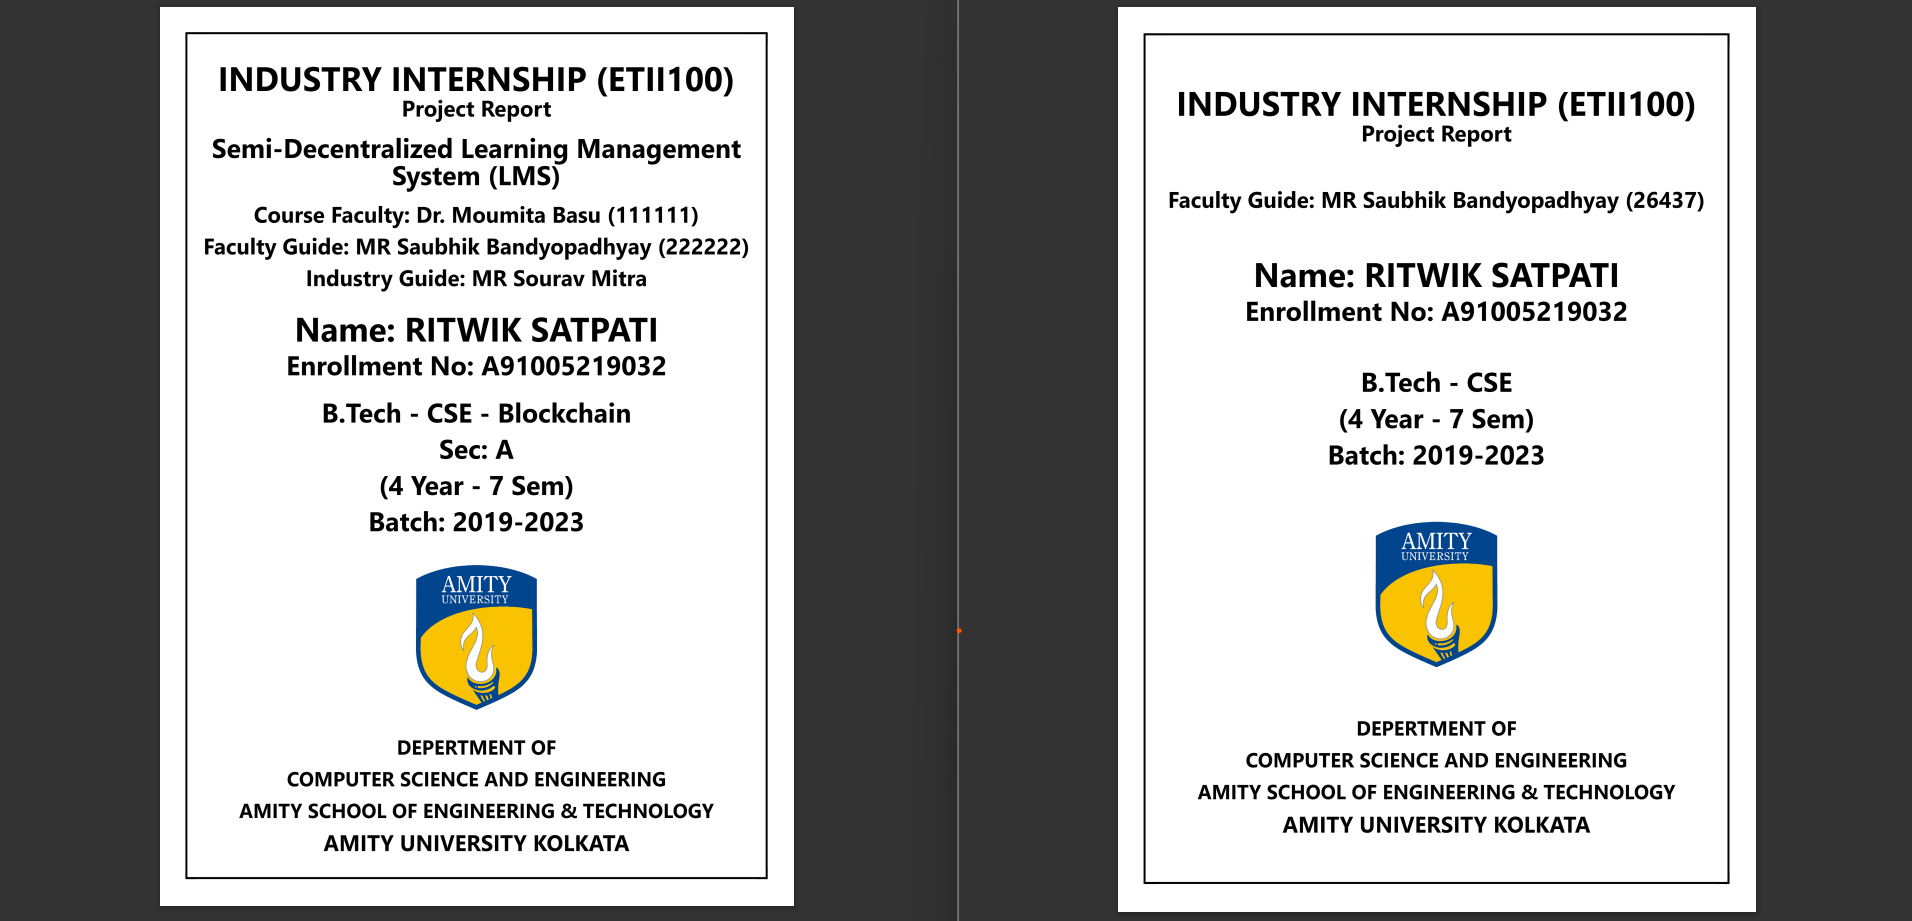 INDUSTRY INTERNSHIP (ETII100)
Project Report
Semi-Decentralized Learning Management
System (LMS)
Course Faculty: Dr. Moumita Basu (111111)
Faculty Guide: MR Saubhik Bandyopadhyay (222222)
Industry Guide: MR Sourav Mitra
Name: RITWIK SATPATI
Enrollment No: A91005219032
B.Tech - CSE - Blockchain
Sec: A
(4 Year - 7 Sem)
Batch: 2019-2023
AMITY
UNIVERSITY
DEPERTMENT OF
COMPUTER SCIENCE AND ENGINEERING
AMITY SCHOOL OF ENGINEERING & TECHNOLOGY
AMITY UNIVERSITY KOLKATA
INDUSTRY INTERNSHIP (ETII100)
Project Report
Faculty Guide: MR Saubhik Bandyopadhyay (26437)
Name: RITWIK SATPATI
Enrollment No: A91005219032
B.Tech - CSE
(4 Year - 7 Sem)
Batch: 2019-2023
AMITY
UNIVERSITY
DEPERTMENT OF
COMPUTER SCIENCE AND ENGINEERING
AMITY SCHOOL OF ENGINEERING & TECHNOLOGY
AMITY UNIVERSITY KOLKATA